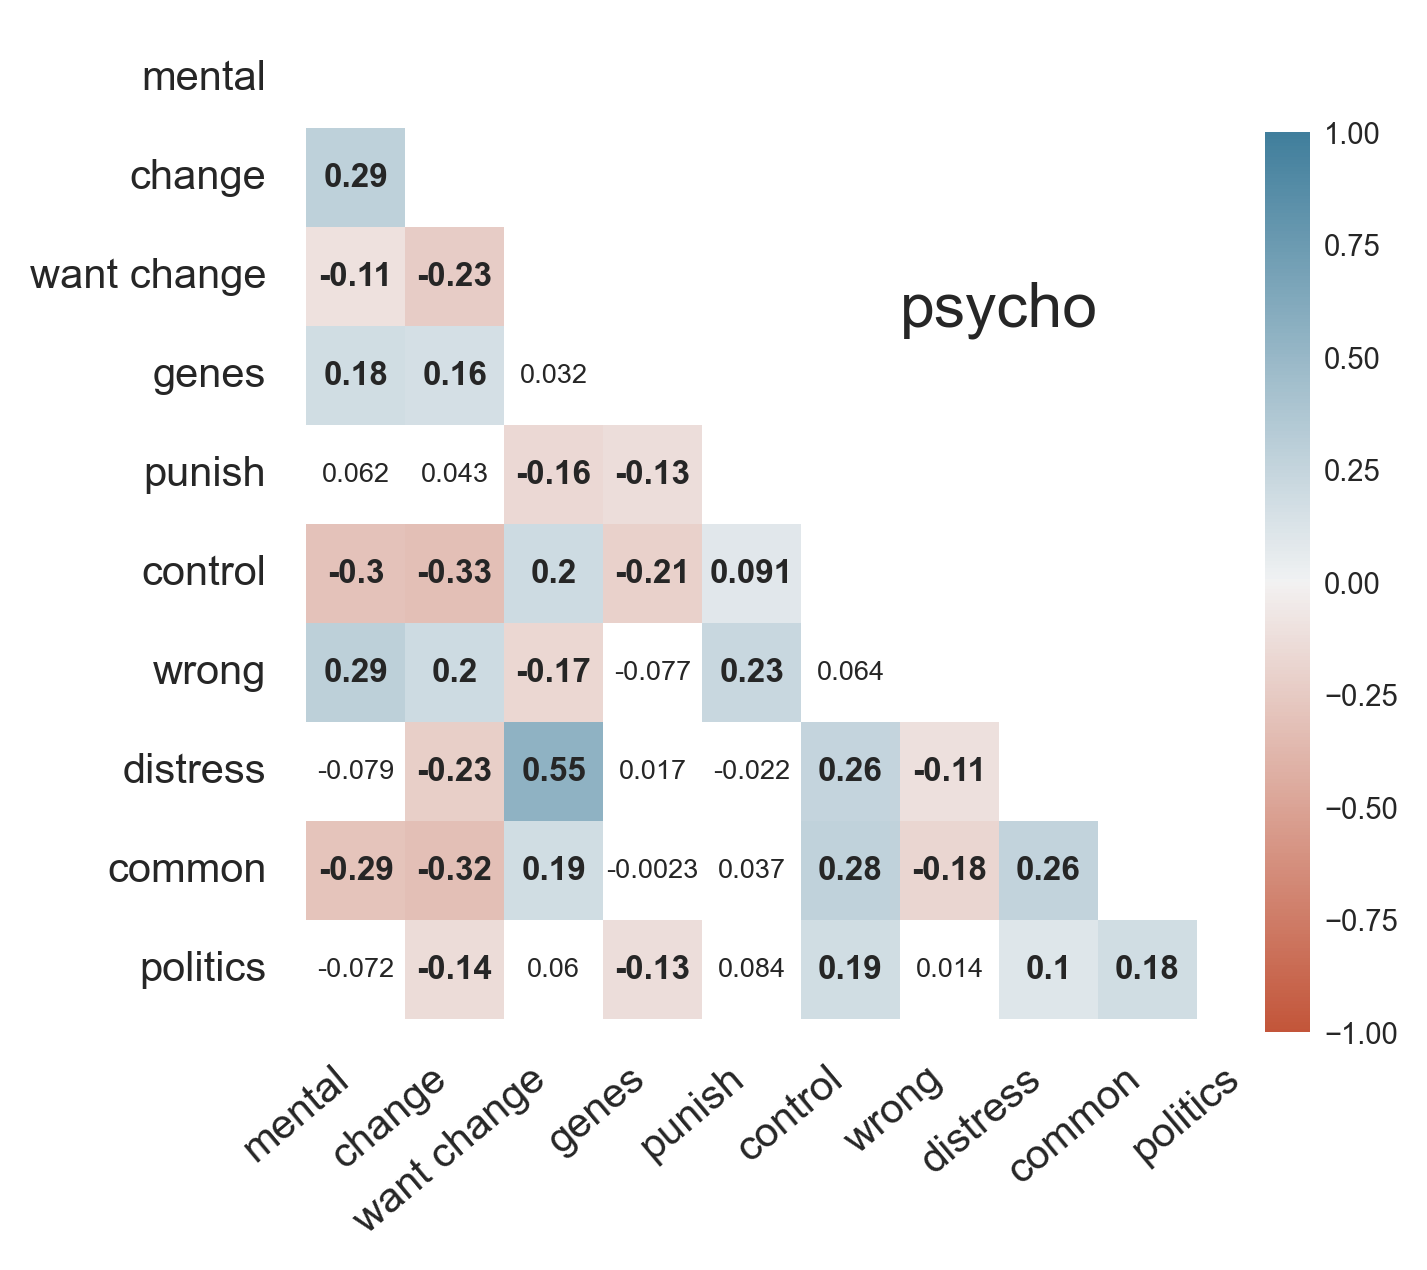 mental
change 0.29
want change -0.11 -0.23
psycho
genes 0.18 0.16 0.032
punish 0.062 0.043 -0.16 -0.13
control -0.3 -0.33 0.2 -0.21 0.091
wrong 0.29 0.2 -0.17 -0.077 0.23 0.064
distress -0.079 -0.23 0.55 0.017 -0.022 0.26 -0.11
common -0.29 -0.32 0.19 -0.0023 0.037 0.28 -0.18 0.26
politics -0.072 -0.14 0.06 -0.13 0.084 0.19 0.014 0.1 0.18
mental change want change genes punish control wrong distress common politics
1.00
0.75
0.50
0.25
0.00
−0.25
−0.50
−0.75
−1.00